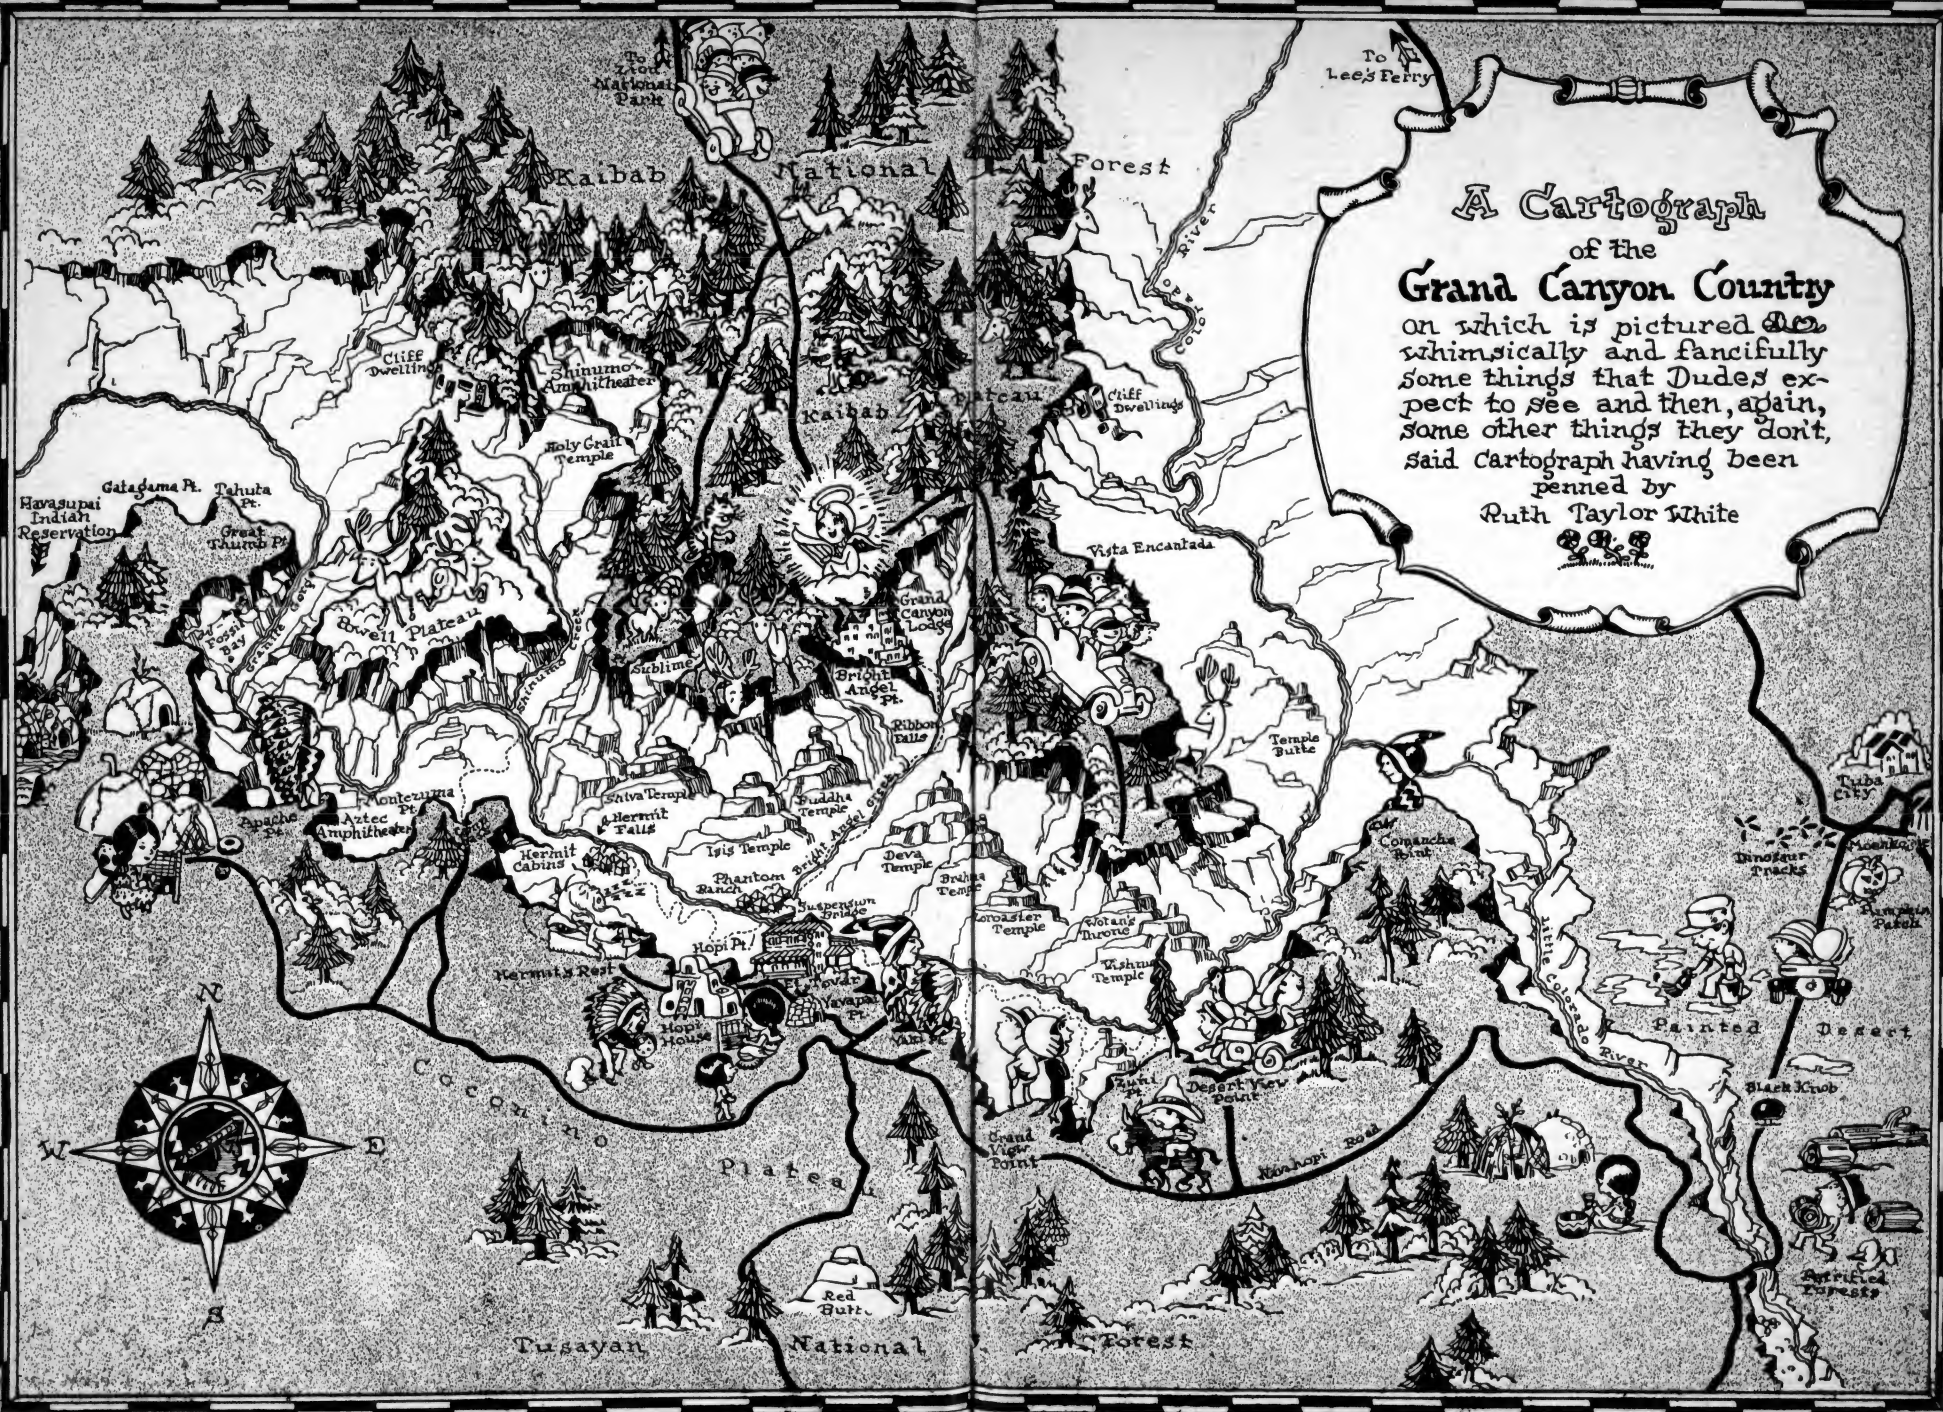 To
Zion
National
Park
To
Lee's Ferry
Kaibab National Forest
A Cartograph
of the
Grand Canyon Country
on which is pictured
whimsically and fancifully
some things that Dudes ex-
pect to see and then, again,
some other things they don't,
said Cartograph having been
penned by
Ruth Taylor White
Colorado River
Cliff
Dwellings
Shinumo
Amphitheater
Holy Grail
Temple
Kaibab Plateau
Cliff
Dwellings
Havasupai
Indian
Reservation
Gatagama Pt.
Tahuta
Pt.
Great
Thumb Pt
Vista Encantada
Fossil
Bay
Granite Gorge
Powell Plateau
Shinumo Creek
Sublime
Grand
Canyon
Lodge
Bright
Angel
Pt.
Ribbon
Falls
Temple
Butte
Apache
Pt.
Montezuma
Pt.
Aztec
Amphitheater
Shiva Temple
Hermit
Falls
Buddha
Temple
Isis Temple
Bright Angel Creek
Deva
Temple
Brahma
Temple
Comanche
Point
Tuba
City
Dinosaur
Tracks
Pumpkin
Patch
Hermit
Cabins
zzzz
Phantom
Ranch
Suspension
Bridge
Zoroaster
Temple
Wotan's
Throne
Vishnu
Temple
Hopi Pt.
Hermit's Rest
El Tovar
Yavapai
Pt.
Hopi
House
Yaki Pt.
Little Colorado River
Painted Desert
Zuni
Pt.
Desert View
Point
Black Knob
Grand
View
Point
Navahopi Road
Coconino
Plateau
N
W
E
S
Red
Butte
Petrified
Forests
Tusayan National Forest